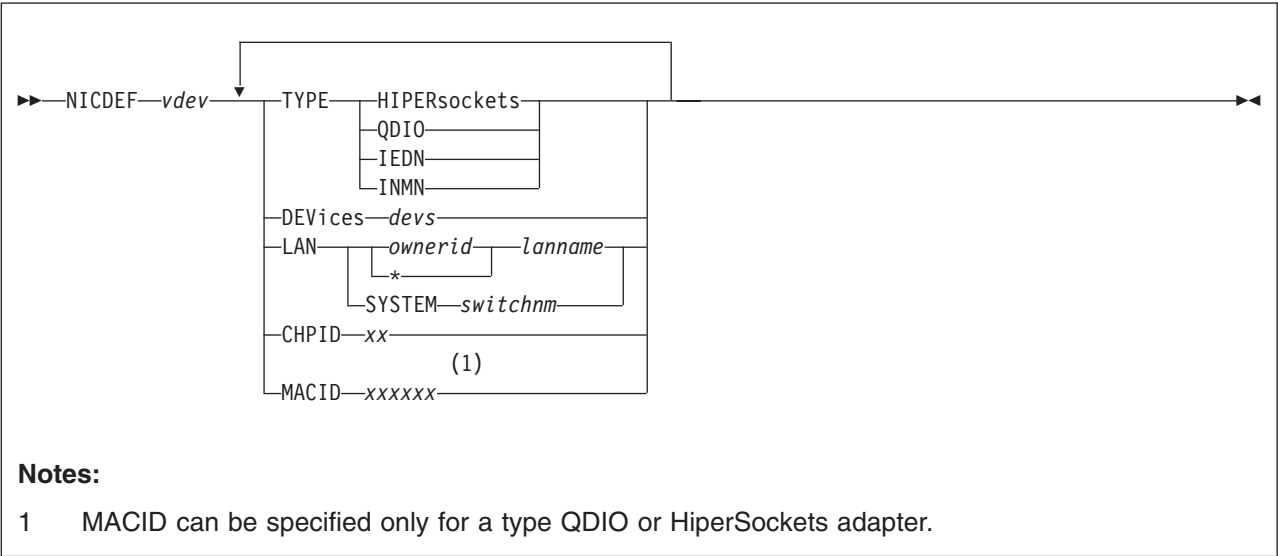 NICDEF vdev TYPE HIPERsockets
QDIO
IEDN
INMN
DEVices devs
LAN ownerid lanname
*
SYSTEM switchnm
CHPID xx
(1)
MACID xxxxxx
Notes:
1 MACID can be specified only for a type QDIO or HiperSockets adapter.